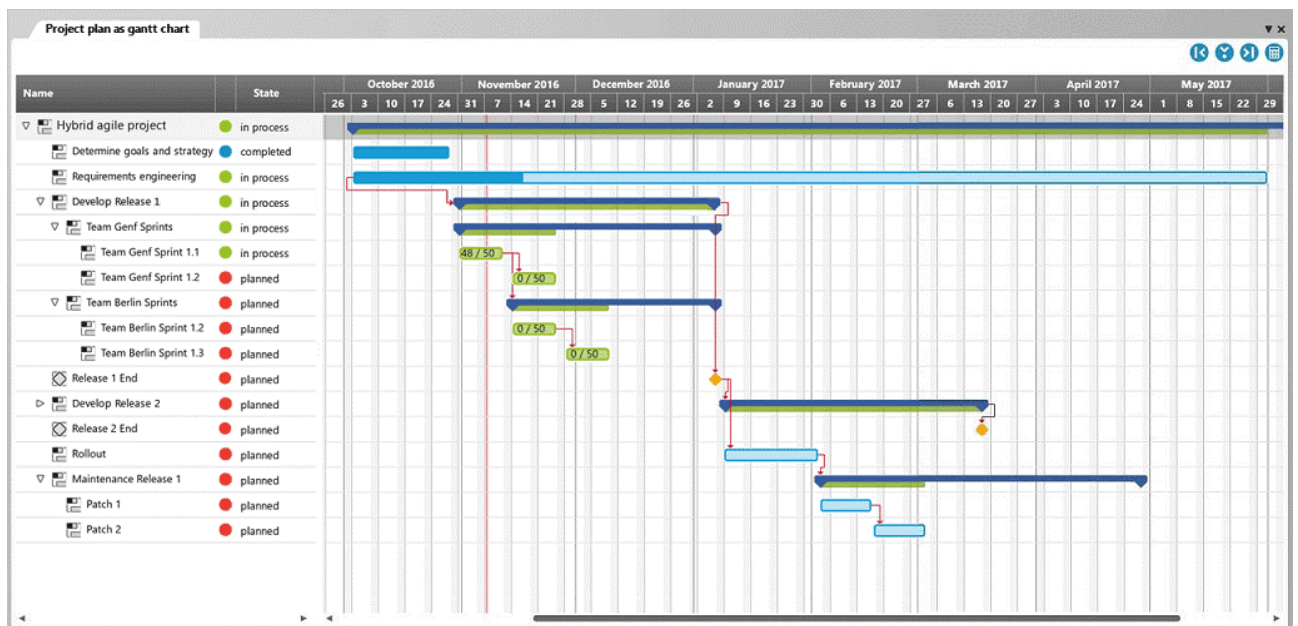 Project plan as gantt chart
Name State October 2016 November 2016 December 2016 January 2017 February 2017 March 2017 April 2017 May 2017
26 3 10 17 24 31 7 14 21 28 5 12 19 26 2 9 16 23 30 6 13 20 27 6 13 20 27 3 10 17 24 1 8 15 22 29
Hybrid agile project in process
Determine goals and strategy completed
Requirements engineering in process
Develop Release 1 in process
Team Genf Sprints in process
Team Genf Sprint 1.1 in process 48 / 50
Team Genf Sprint 1.2 planned 0 / 50
Team Berlin Sprints planned
Team Berlin Sprint 1.2 planned 0 / 50
Team Berlin Sprint 1.3 planned 0 / 50
Release 1 End planned
Develop Release 2 planned
Release 2 End planned
Rollout planned
Maintenance Release 1 planned
Patch 1 planned
Patch 2 planned